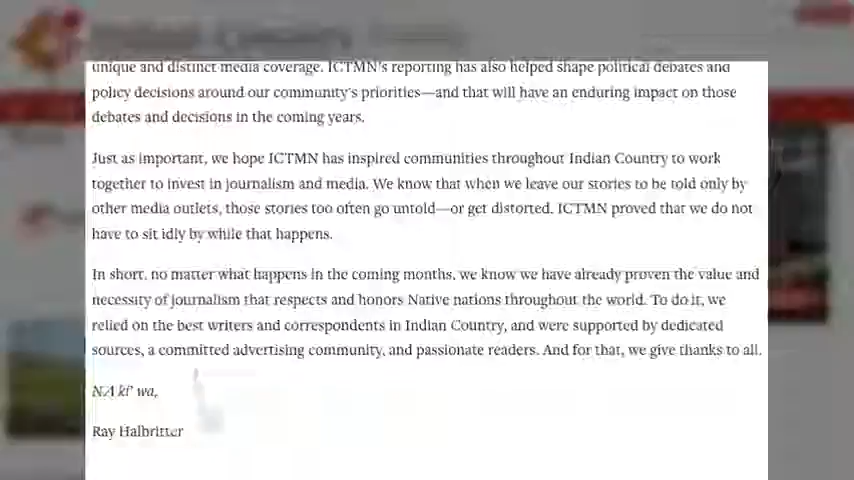 unique and distinct media coverage. ICTMN's reporting has also helped shape political debates and
policy decisions around our community's priorities—and that will have an enduring impact on those
debates and decisions in the coming years.
Just as important, we hope ICTMN has inspired communities throughout Indian Country to work
together to invest in journalism and media. We know that when we leave our stories to be told only by
other media outlets, those stories too often go untold—or get distorted. ICTMN proved that we do not
have to sit idly by while that happens.
In short, no matter what happens in the coming months, we know we have already proven the value and
necessity of journalism that respects and honors Native nations throughout the world. To do it, we
relied on the best writers and correspondents in Indian Country, and were supported by dedicated
sources, a committed advertising community, and passionate readers. And for that, we give thanks to all.
NΛ ki' wa,
Ray Halbritter